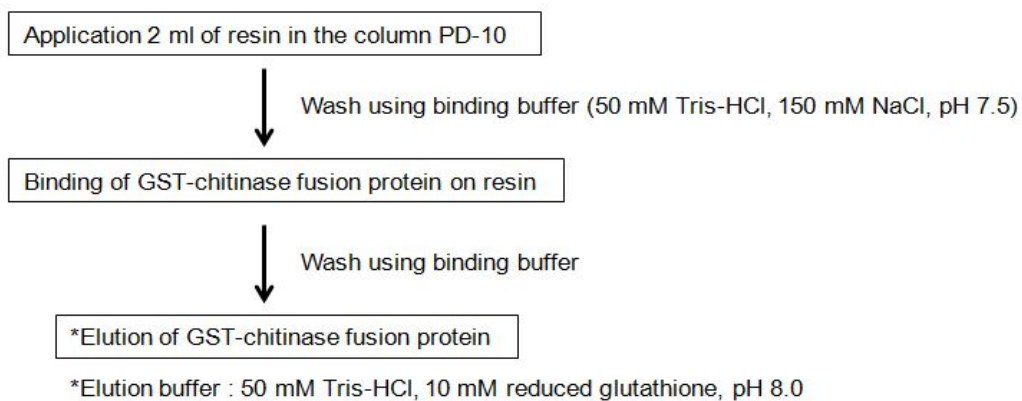 Application 2 ml of resin in the column PD-10
Wash using binding buffer (50 mM Tris-HCl, 150 mM NaCl, pH 7.5)
Binding of GST-chitinase fusion protein on resin
Wash using binding buffer
*Elution of GST-chitinase fusion protein
*Elution buffer : 50 mM Tris-HCl, 10 mM reduced glutathione, pH 8.0